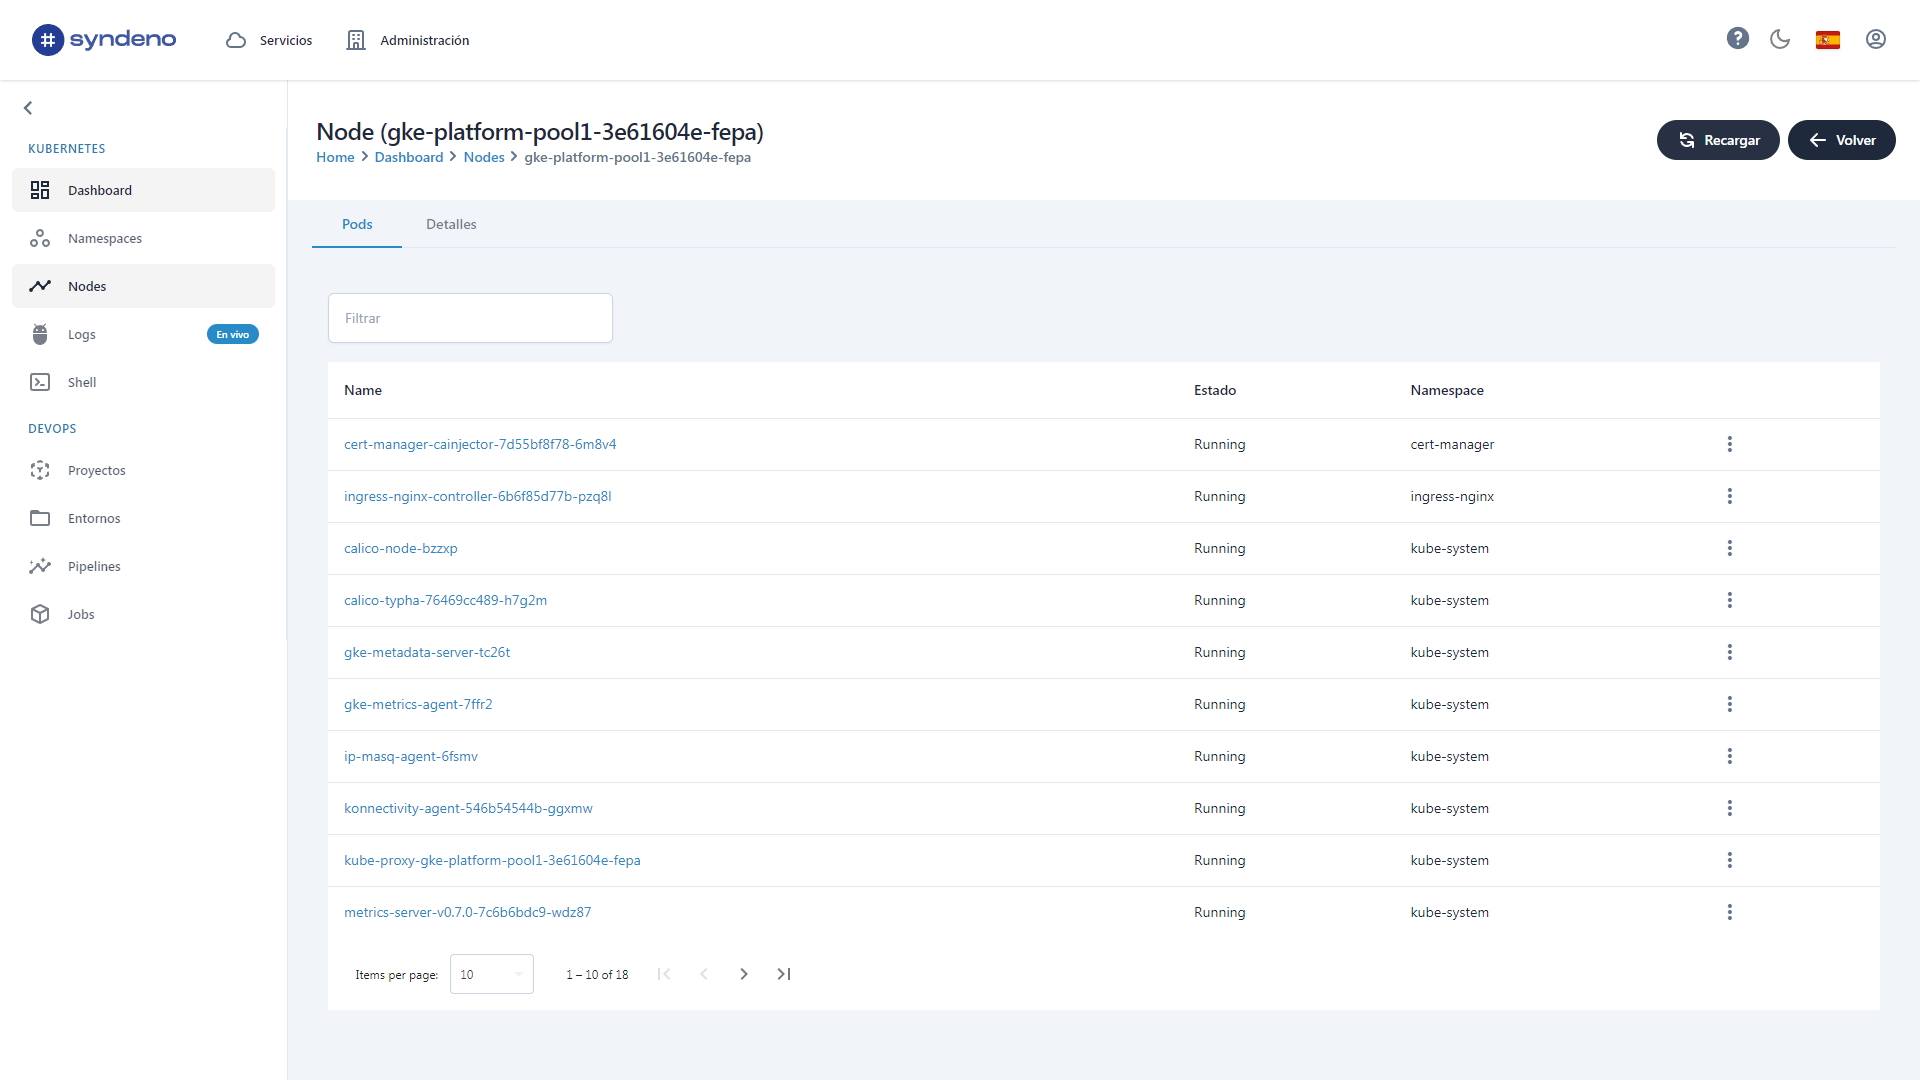 # syndeno
Servicios
Administración
?
KUBERNETES
Dashboard
Namespaces
Nodes
Logs
En vivo
Shell
DEVOPS
Proyectos
Entornos
Pipelines
Jobs
Node (gke-platform-pool1-3e61604e-fepa)
Home > Dashboard > Nodes > gke-platform-pool1-3e61604e-fepa
Recargar
Volver
Pods
Detalles
Filtrar
Name Estado Namespace
cert-manager-cainjector-7d55bf8f78-6m8v4 Running cert-manager
ingress-nginx-controller-6b6f85d77b-pzq8l Running ingress-nginx
calico-node-bzzxp Running kube-system
calico-typha-76469cc489-h7g2m Running kube-system
gke-metadata-server-tc26t Running kube-system
gke-metrics-agent-7ffr2 Running kube-system
ip-masq-agent-6fsmv Running kube-system
konnectivity-agent-546b54544b-ggxmw Running kube-system
kube-proxy-gke-platform-pool1-3e61604e-fepa Running kube-system
metrics-server-v0.7.0-7c6b6bdc9-wdz87 Running kube-system
Items per page: 10 1 – 10 of 18